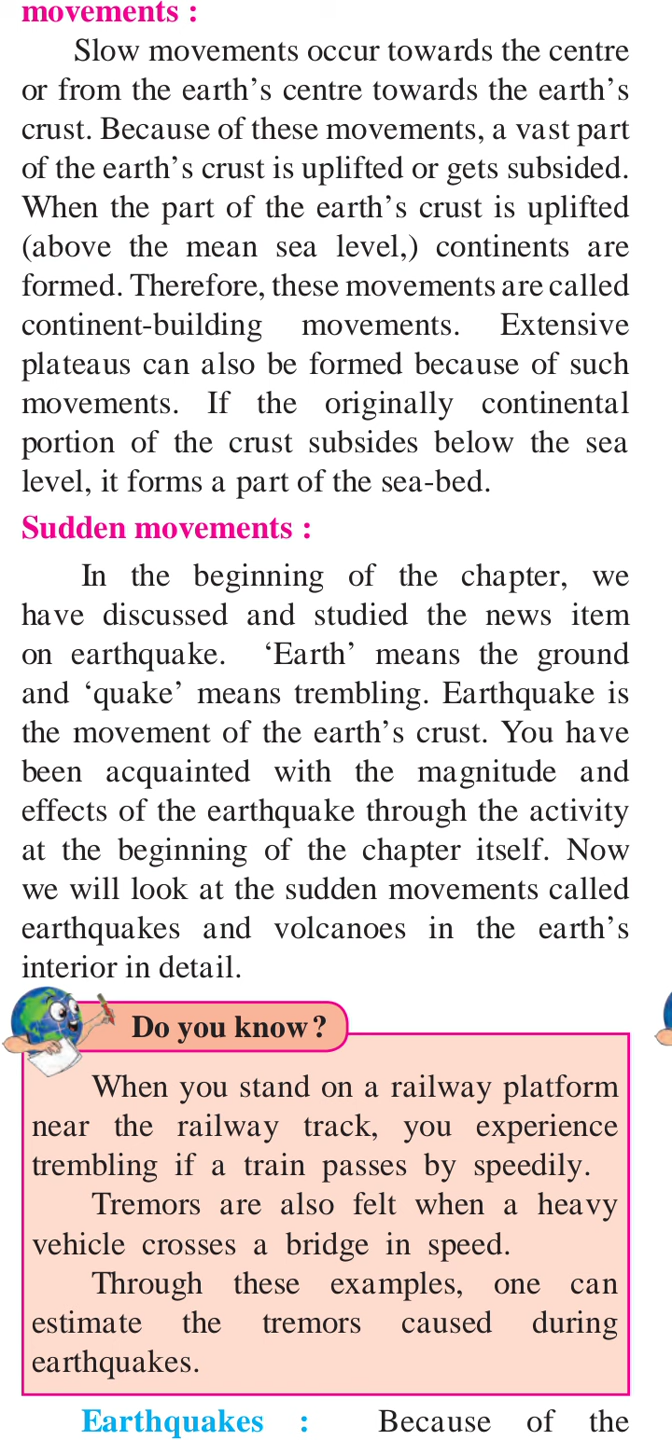 movements :
Slow movements occur towards the centre
or from the earth's centre towards the earth's
crust. Because of these movements, a vast part
of the earth's crust is uplifted or gets subsided.
When the part of the earth's crust is uplifted
(above the mean sea level,) continents are
formed. Therefore, these movements are called
continent-building movements. Extensive
plateaus can also be formed because of such
movements. If the originally continental
portion of the crust subsides below the sea
level, it forms a part of the sea-bed.
Sudden movements :
In the beginning of the chapter, we
have discussed and studied the news item
on earthquake. ‘Earth’ means the ground
and ‘quake’ means trembling. Earthquake is
the movement of the earth's crust. You have
been acquainted with the magnitude and
effects of the earthquake through the activity
at the beginning of the chapter itself. Now
we will look at the sudden movements called
earthquakes and volcanoes in the earth's
interior in detail.
Do you know?
When you stand on a railway platform
near the railway track, you experience
trembling if a train passes by speedily.
Tremors are also felt when a heavy
vehicle crosses a bridge in speed.
Through these examples, one can
estimate the tremors caused during
earthquakes.
Earthquakes : Because of the